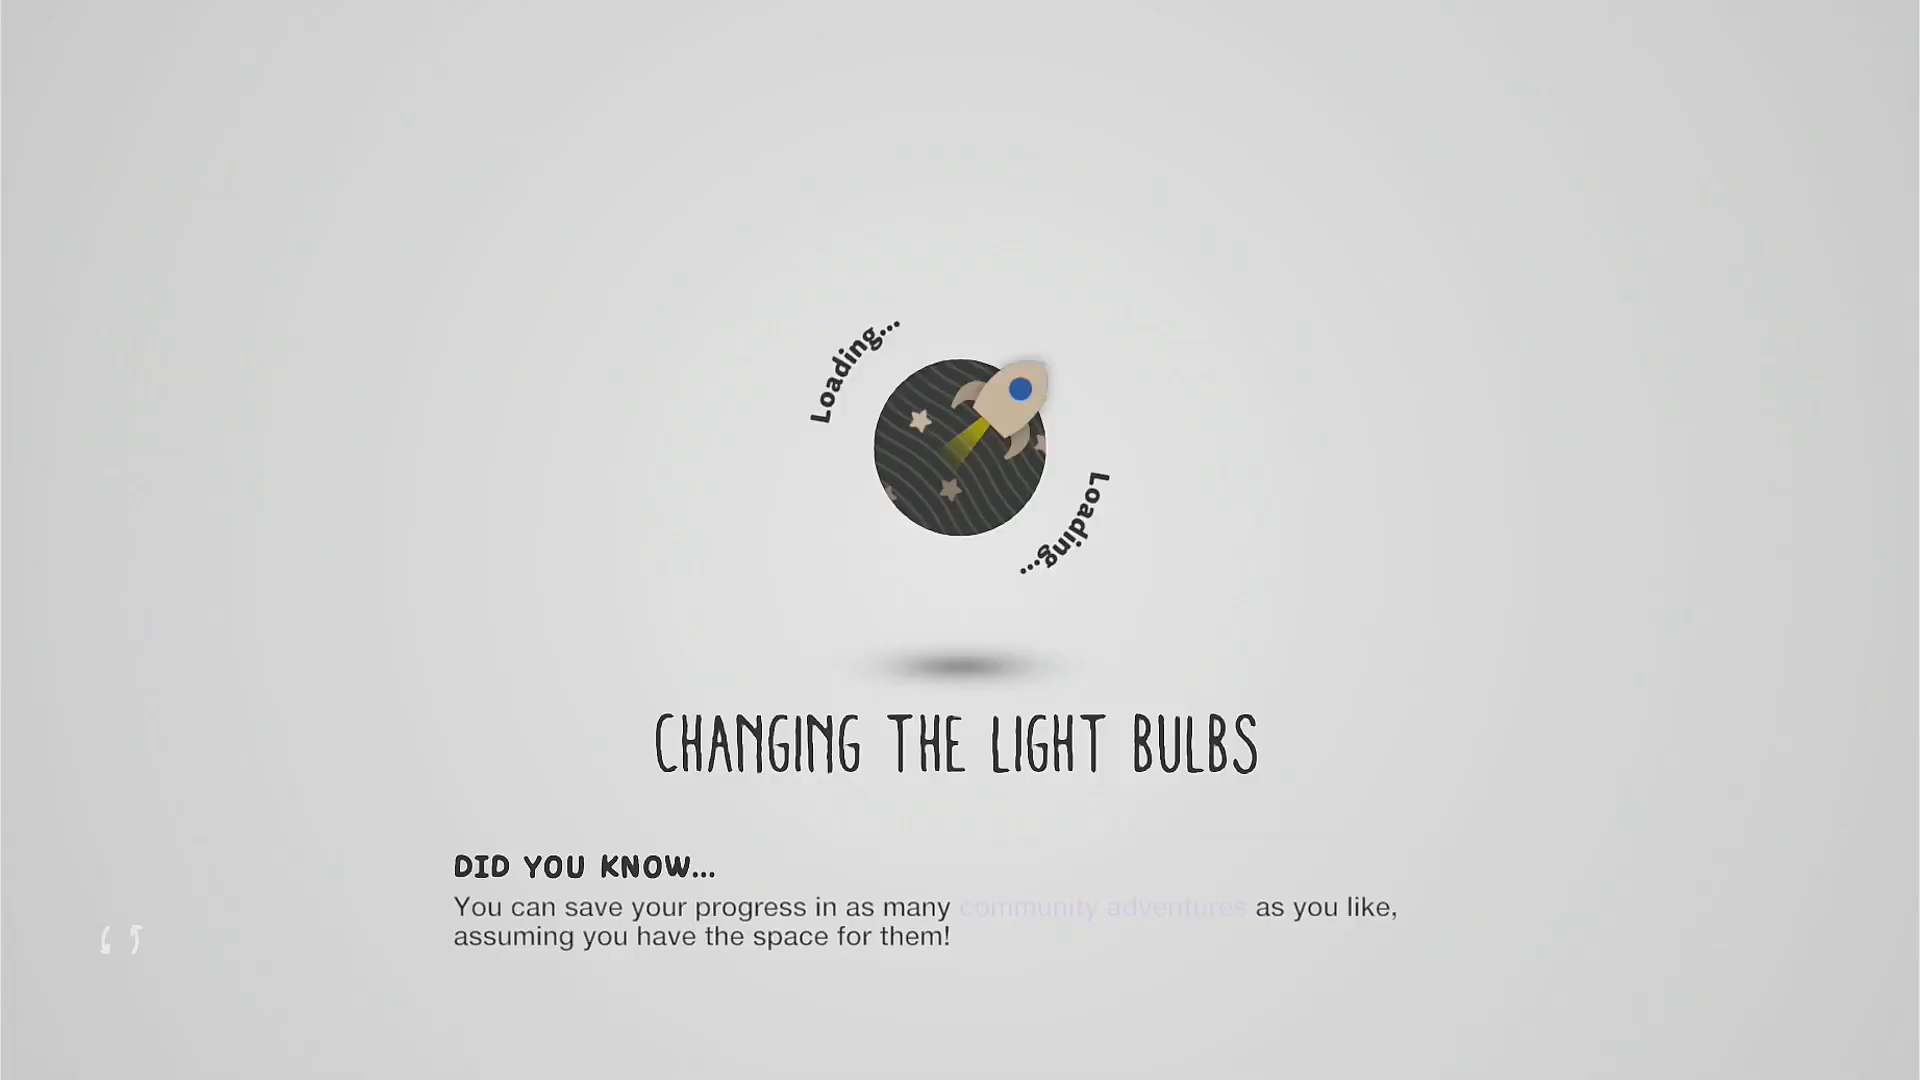 Loading...
Loading...
CHANGING THE LIGHT BULBS
DID YOU KNOW...
You can save your progress in as many community adventures as you like,
assuming you have the space for them!